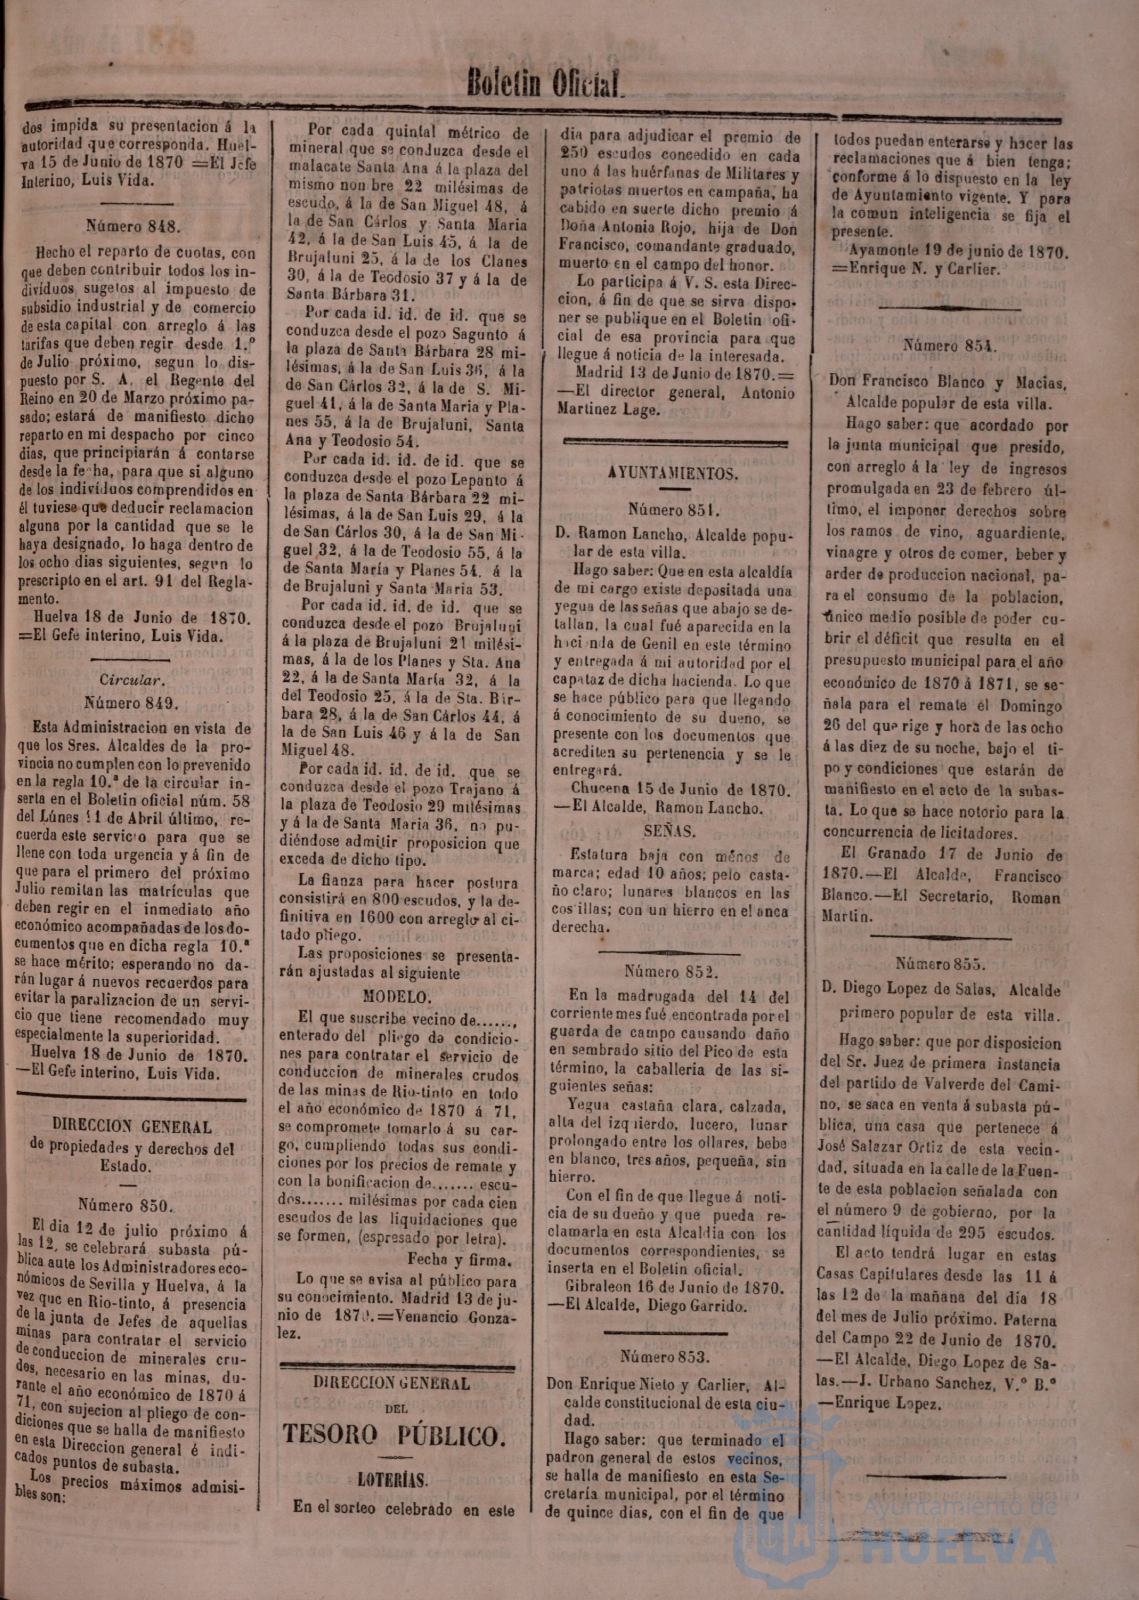 Boletin Oficial.
dos impida su presentacion á la
autoridad que corresponda. Huel-
va 15 de Junio de 1870 =El Jefe
Interino, Luis Vida.
Número 848.
Hecho el reparto de cuotas, con
que deben contribuir todos los in-
dividuos sugetos al impuesto de
subsidio industrial y de comercio
de esta capital con arreglo á las
tarifas que deben regir desde 1.º
de Julio próximo, segun lo dis-
puesto por S. A. el Regente del
Reino en 20 de Marzo próximo pa-
sado; estará de manifiesto dicho
reparto en mi despacho por cinco
dias, que principiarán á contarse
desde la fecha, para que si alguno
de los individuos comprendidos en
él tuviese que deducir reclamacion
alguna por la cantidad que se le
haya designado, lo haga dentro de
los ocho dias siguientes, segun lo
prescripto en el art. 91 del Regla-
mento.
Huelva 18 de Junio de 1870.
=El Gefe interino, Luis Vida.
Circular.
Número 849.
Esta Administracion en vista de
que los Sres. Alcaldes de la pro-
vincia no cumplen con lo prevenido
en la regla 10.ª de la circular in-
serta en el Boletin oficial núm. 58
del Lúnes 11 de Abril último, re-
cuerda este servicio para que se
llene con toda urgencia y á fin de
que para el primero del próximo
Julio remitan las matrículas que
deben regir en el inmediato año
económico acompañadas de los do-
cumentos que en dicha regla 10.ª
se hace mérito; esperando no da-
rán lugar á nuevos recuerdos para
evitar la paralizacion de un servi-
cio que tiene recomendado muy
especialmente la superioridad.
Huelva 18 de Junio de 1870.
—El Gefe interino, Luis Vida.
DIRECCION GENERAL
de propiedades y derechos del
Estado.
Número 850.
El dia 12 de julio próximo á
las 12, se celebrará subasta pú-
blica ante los Administradores eco-
nómicos de Sevilla y Huelva, á la
vez que en Rio-tinto, á presencia
de la junta de Jefes de aquellas
minas para contratar el servicio
de conduccion de minerales cru-
dos, necesario en las minas, du-
rante el año económico de 1870 á
71, con sujecion al pliego de con-
diciones que se halla de manifiesto
en esta Direccion general é indi-
cados puntos de subasta.
Los precios máximos admisi-
bles son:
Por cada quintal métrico de
mineral que se conduzca desde el
malacate Santa Ana á la plaza del
mismo nombre 22 milésimas de
escudo, á la de San Miguel 48, á
la de San Cárlos y Santa Maria
42, á la de San Luis 45, á la de
Brujaluni 25, á la de los Clanes
30, á la de Teodosio 37 y á la de
Santa Bárbara 31.
Por cada id. id. de id. que se
conduzca desde el pozo Sagunto á
la plaza de Santa Bárbara 28 mi-
lésimas, á la de San Luis 36, á la
de San Cárlos 32, á la de S. Mi-
guel 41, á la de Santa Maria y Pla-
nes 55, á la de Brujaluni, Santa
Ana y Teodosio 54.
Por cada id. id. de id. que se
conduzca desde el pozo Lepanto á
la plaza de Santa Bárbara 22 mi-
lésimas, á la de San Luis 29, á la
de San Cárlos 30, á la de San Mi-
guel 32, á la de Teodosio 55, á la
de Santa María y Planes 54, á la
de Brujaluni y Santa Maria 53.
Por cada id. id. de id. que se
conduzca desde el pozo Brujaluni
á la plaza de Brujaluni 21 milési-
mas, á la de los Planes y Sta. Ana
22, á la de Santa María 32, á la
del Teodosio 25, á la de Sta. Bár-
bara 28, á la de San Cárlos 44, á
la de San Luis 46 y á la de San
Miguel 48.
Por cada id. id. de id. que se
conduzca desde el pozo Trajano á
la plaza de Teodosio 29 milésimas
y á la de Santa Maria 36, no pu-
diéndose admitir proposicion que
exceda de dicho tipo.
La fianza para hacer postura
consistirá en 800 escudos, y la de-
finitiva en 1600 con arreglo al ci-
tado pliego.
Las proposiciones se presenta-
rán ajustadas al siguiente
MODELO.
El que suscribe vecino de......,
enterado del pliego de condicio-
nes para contratar el servicio de
conduccion de minerales crudos
de las minas de Rio-tinto en todo
el año económico de 1870 á 71,
se compromete tomarlo á su car-
go, cumpliendo todas sus condi-
ciones por los precios de remate y
con la bonificacion de....... escu-
dos....... milésimas por cada cien
escudos de las liquidaciones que
se formen, (espresado por letra).
Fecha y firma.
Lo que se avisa al público para
su conocimiento. Madrid 13 de ju-
nio de 1870.=Venancio Gonza-
lez.
DIRECCION GENERAL
DEL
TESORO PÚBLICO.
LOTERÍAS.
En el sorteo celebrado en este
dia para adjudicar el premio de
250 escudos concedido en cada
uno á las huérfanas de Militares y
patriotas muertos en campaña, ha
cabido en suerte dicho premio á
Doña Antonia Rojo, hija de Don
Francisco, comandante graduado,
muerto en el campo del honor.
Lo participa á V. S. esta Direc-
cion, á fin de que se sirva dispo-
ner se publique en el Boletin ofi-
cial de esa provincia para que
llegue á noticia de la interesada.
Madrid 13 de Junio de 1870.=
—El director general, Antonio
Martinez Lage.
AYUNTAMIENTOS.
Número 851.
D. Ramon Lancho, Alcalde popu-
lar de esta villa.
Hago saber: Que en esta alcaldía
de mi cargo existe depositada una
yegua de las señas que abajo se de-
tallan, la cual fué aparecida en la
hacienda de Genil en este término
y entregada á mi autoridad por el
capataz de dicha hacienda. Lo que
se hace público para que llegando
á conocimiento de su dueño, se
presente con los documentos que
acrediten su pertenencia y se le
entregará.
Chucena 15 de Junio de 1870.
—El Alcalde, Ramon Lancho.
SEÑAS.
Estatura baja con ménos de
marca; edad 10 años; pelo casta-
ño claro; lunares blancos en las
costillas; con un hierro en el anca
derecha.
Número 852.
En la madrugada del 14 del
corriente mes fué encontrada por el
guarda de campo causando daño
en sembrado sitio del Pico de esta
término, la caballería de las si-
guientes señas:
Yegua castaña clara, calzada,
alta del izquierdo, lucero, lunar
prolongado entre los ollares, bebe
en blanco, tres años, pequeña, sin
hierro.
Con el fin de que llegue á noti-
cia de su dueño y que pueda re-
clamarla en esta Alcaldia con los
documentos correspondientes, se
inserta en el Boletin oficial.
Gibraleon 16 de Junio de 1870.
—El Alcalde, Diego Garrido.
Número 853.
Don Enrique Nieto y Carlier, Al-
calde constitucional de esta ciu-
dad.
Hago saber: que terminado el
padron general de estos vecinos,
se halla de manifiesto en esta Se-
cretaría municipal, por el término
de quince dias, con el fin de que
todos puedan enterarse y hacer las
reclamaciones que á bien tenga;
conforme á lo dispuesto en la ley
de Ayuntamiento vigente. Y para
la comun inteligencia se fija el
presente.
Ayamonte 19 de junio de 1870.
=Enrique N. y Carlier.
Número 854.
Don Francisco Blanco y Macias,
Alcalde popular de esta villa.
Hago saber: que acordado por
la junta municipal que presido,
con arreglo á la ley de ingresos
promulgada en 23 de febrero úl-
timo, el imponer derechos sobre
los ramos de vino, aguardiente,
vinagre y otros de comer, beber y
arder de produccion nacional, pa-
ra el consumo de la poblacion,
único medio posible de poder cu-
brir el déficit que resulta en el
presupuesto municipal para el año
económico de 1870 á 1871, se se-
ñala para el remate el Domingo
26 del que rige y hora de las ocho
á las diez de su noche, bajo el ti-
po y condiciones que estarán de
manifiesto en el acto de la subas-
ta. Lo que se hace notorio para la
concurrencia de licitadores.
El Granado 17 de Junio de
1870.—El Alcalde, Francisco
Blanco.—El Secretario, Roman
Martin.
Número 855.
D. Diego Lopez de Salas, Alcalde
primero popular de esta villa.
Hago saber: que por disposicion
del Sr. Juez de primera instancia
del partido de Valverde del Cami-
no, se saca en venta á subasta pú-
blica, una casa que pertenece á
José Salazar Ortiz de esta vecin-
dad, situada en la calle de la Fuen-
te de esta poblacion señalada con
el número 9 de gobierno, por la
cantidad líquida de 295 escudos.
El acto tendrá lugar en estas
Casas Capitulares desde las 11 á
las 12 de la mañana del dia 18
del mes de Julio próximo. Paterna
del Campo 22 de Junio de 1870.
—El Alcalde, Diego Lopez de Sa-
las.—J. Urbano Sanchez, V.º B.º
—Enrique Lopez.
Ayuntamiento de
HUELVA